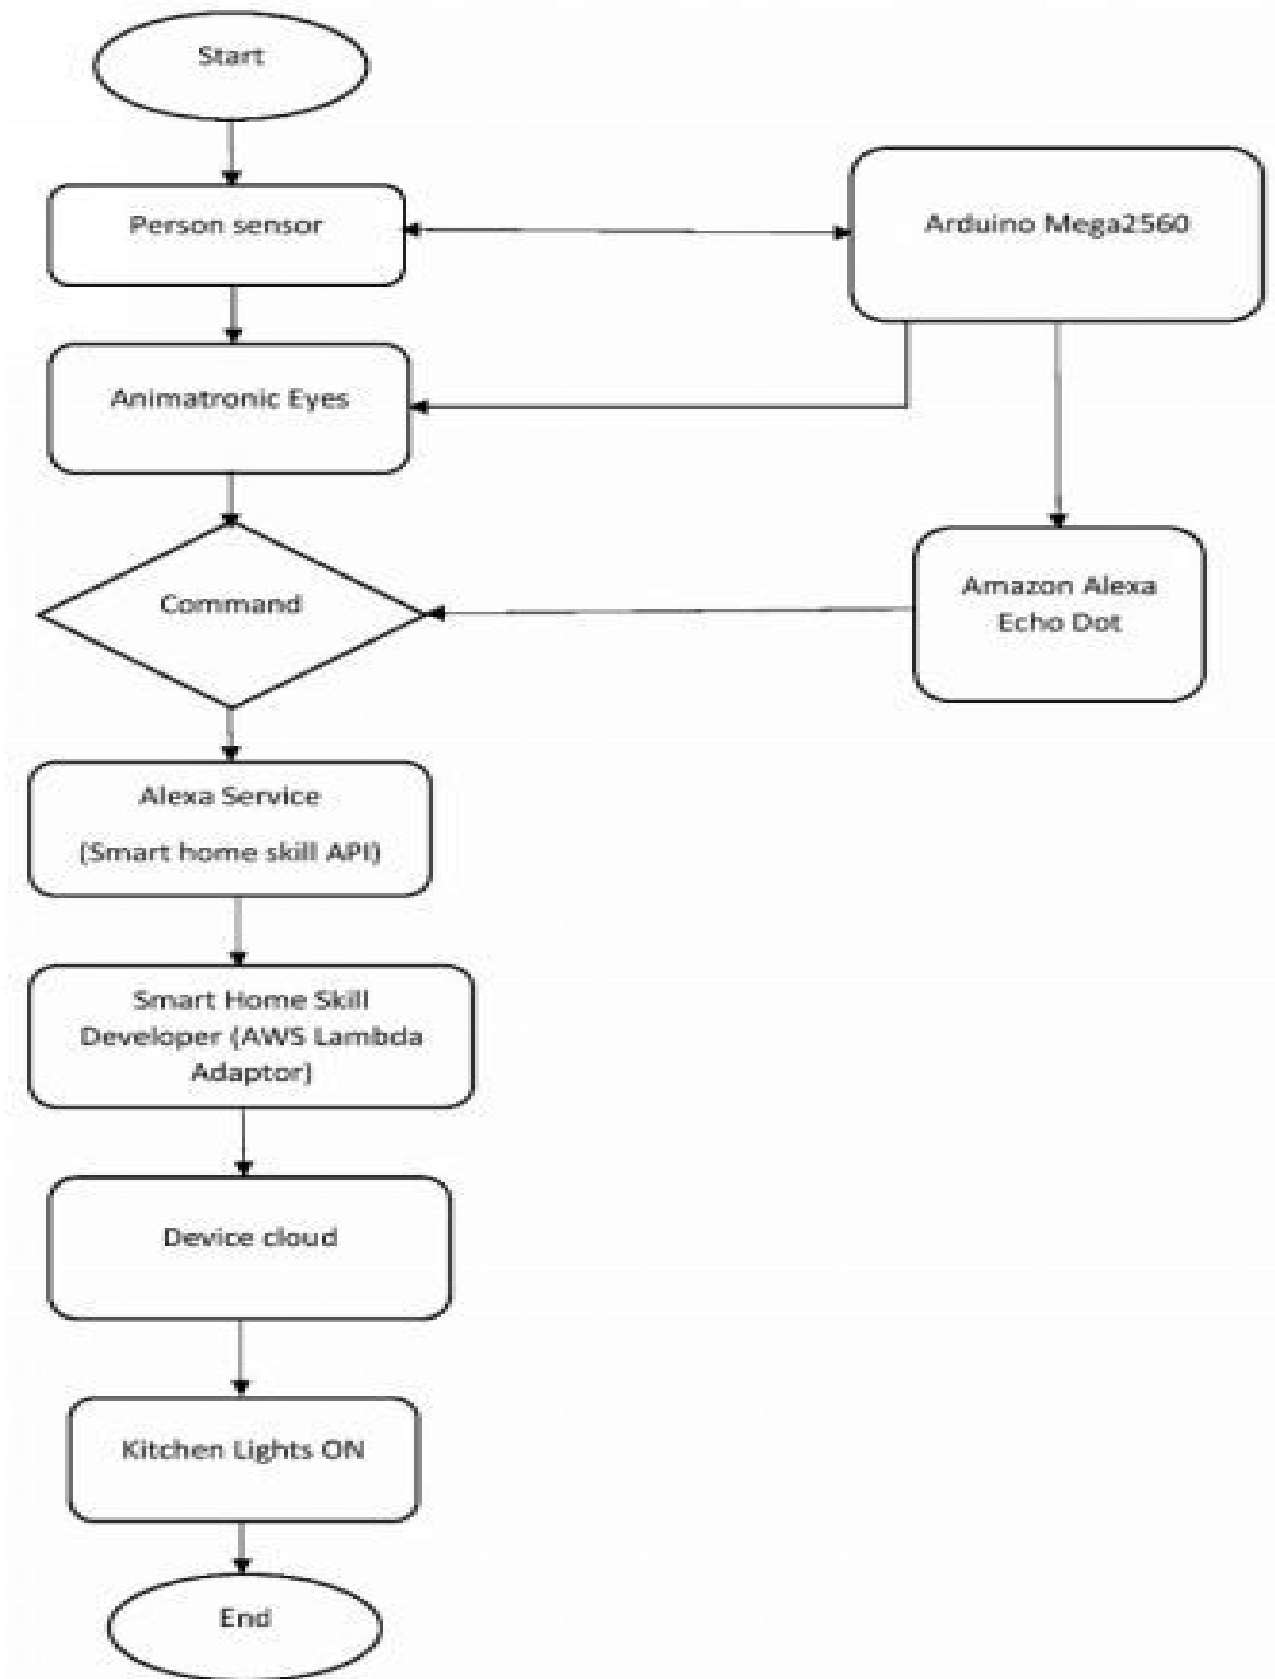 Start
Person sensor
Arduino Mega2560
Animatronic Eyes
Command
Amazon Alexa
Echo Dot
Alexa Service
(Smart home skill API)
Smart Home Skill
Developer (AWS Lambda
Adaptor)
Device cloud
Kitchen Lights ON
End